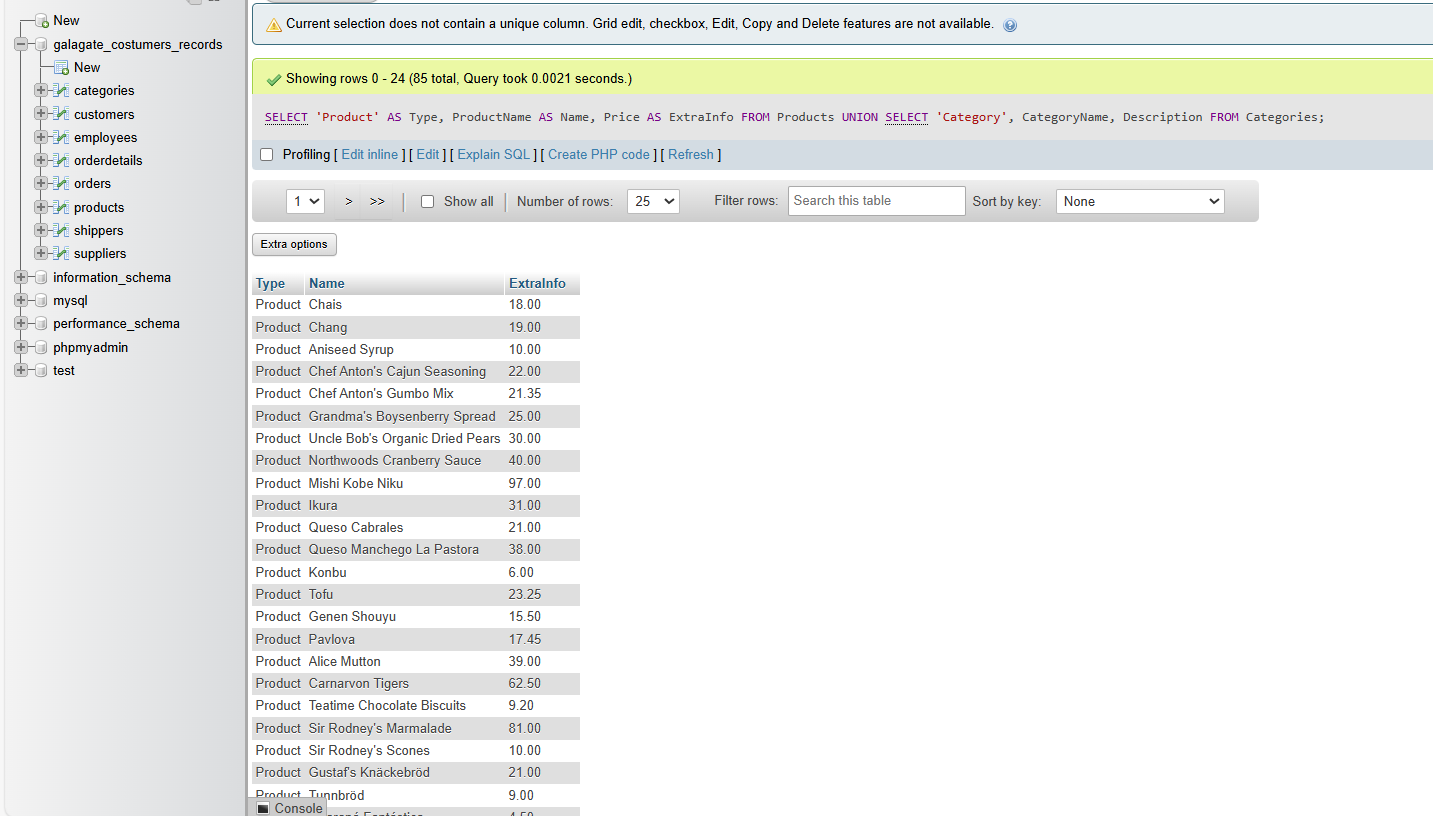 New
galagate_costumers_records
New
categories
customers
employees
orderdetails
orders
products
shippers
suppliers
information_schema
mysql
performance_schema
phpmyadmin
test
Current selection does not contain a unique column. Grid edit, checkbox, Edit, Copy and Delete features are not available.
Showing rows 0 - 24 (85 total, Query took 0.0021 seconds.)
SELECT 'Product' AS Type, ProductName AS Name, Price AS ExtraInfo FROM Products UNION SELECT 'Category', CategoryName, Description FROM Categories;
Profiling [ Edit inline ] [ Edit ] [ Explain SQL ] [ Create PHP code ] [ Refresh ]
1 > >> Show all Number of rows: 25 Filter rows: Search this table Sort by key: None
Extra options
Type Name ExtraInfo
Product Chais 18.00
Product Chang 19.00
Product Aniseed Syrup 10.00
Product Chef Anton's Cajun Seasoning 22.00
Product Chef Anton's Gumbo Mix 21.35
Product Grandma's Boysenberry Spread 25.00
Product Uncle Bob's Organic Dried Pears 30.00
Product Northwoods Cranberry Sauce 40.00
Product Mishi Kobe Niku 97.00
Product Ikura 31.00
Product Queso Cabrales 21.00
Product Queso Manchego La Pastora 38.00
Product Konbu 6.00
Product Tofu 23.25
Product Genen Shouyu 15.50
Product Pavlova 17.45
Product Alice Mutton 39.00
Product Carnarvon Tigers 62.50
Product Teatime Chocolate Biscuits 9.20
Product Sir Rodney's Marmalade 81.00
Product Sir Rodney's Scones 10.00
Product Gustaf's Knäckebröd 21.00
Product Tunnbröd 9.00
Console